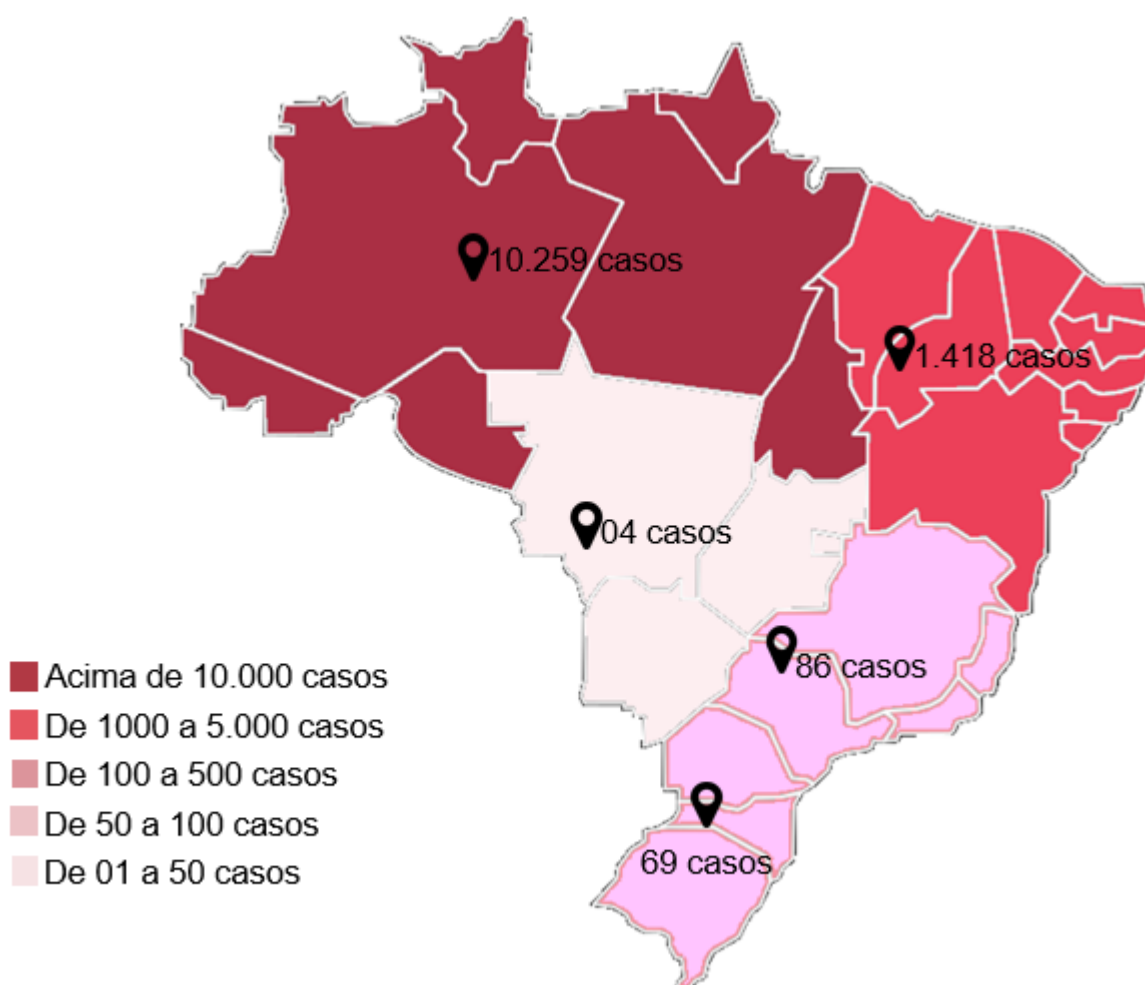 10.259 casos
1.418 casos
04 casos
86 casos
69 casos
Acima de 10.000 casos
De 1000 a 5.000 casos
De 100 a 500 casos
De 50 a 100 casos
De 01 a 50 casos